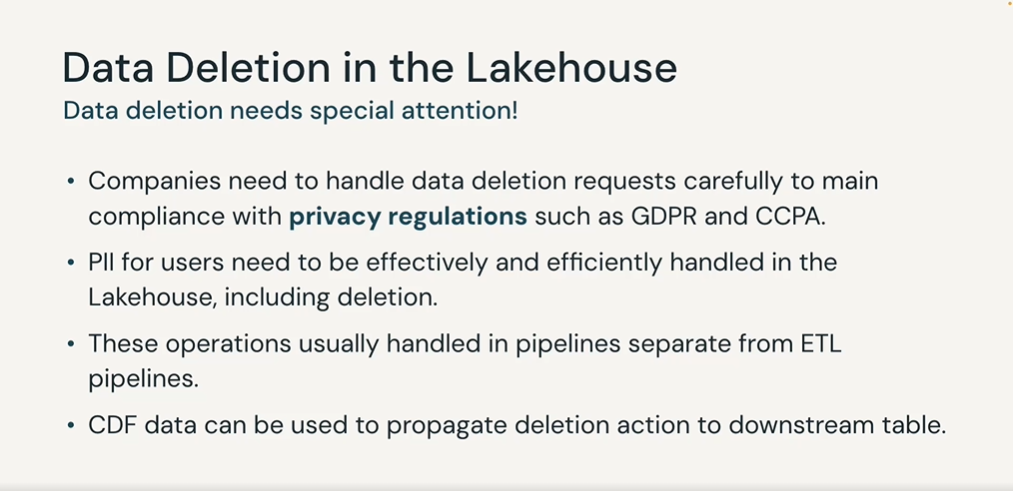 Data Deletion in the Lakehouse
Data deletion needs special attention!
• Companies need to handle data deletion requests carefully to main
compliance with privacy regulations such as GDPR and CCPA.
• PII for users need to be effectively and efficiently handled in the
Lakehouse, including deletion.
• These operations usually handled in pipelines separate from ETL
pipelines.
• CDF data can be used to propagate deletion action to downstream table.